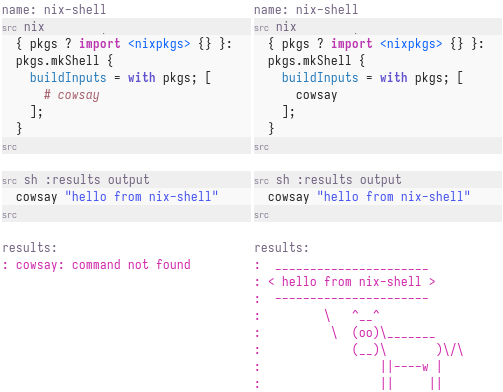 name: nix-shell
src nix
{ pkgs ? import <nixpkgs> {} }:
pkgs.mkShell {
  buildInputs = with pkgs; [
    # cowsay
  ];
}
src
src sh :results output
cowsay "hello from nix-shell"
src
results:
: cowsay: command not found
name: nix-shell
src nix
{ pkgs ? import <nixpkgs> {} }:
pkgs.mkShell {
  buildInputs = with pkgs; [
    cowsay
  ];
}
src
src sh :results output
cowsay "hello from nix-shell"
src
results:
:  ______________________
: < hello from nix-shell >
:  ----------------------
:         \   ^__^
:          \  (oo)\_______
:             (__)\       )\/\
:                 ||----w |
:                 ||     ||